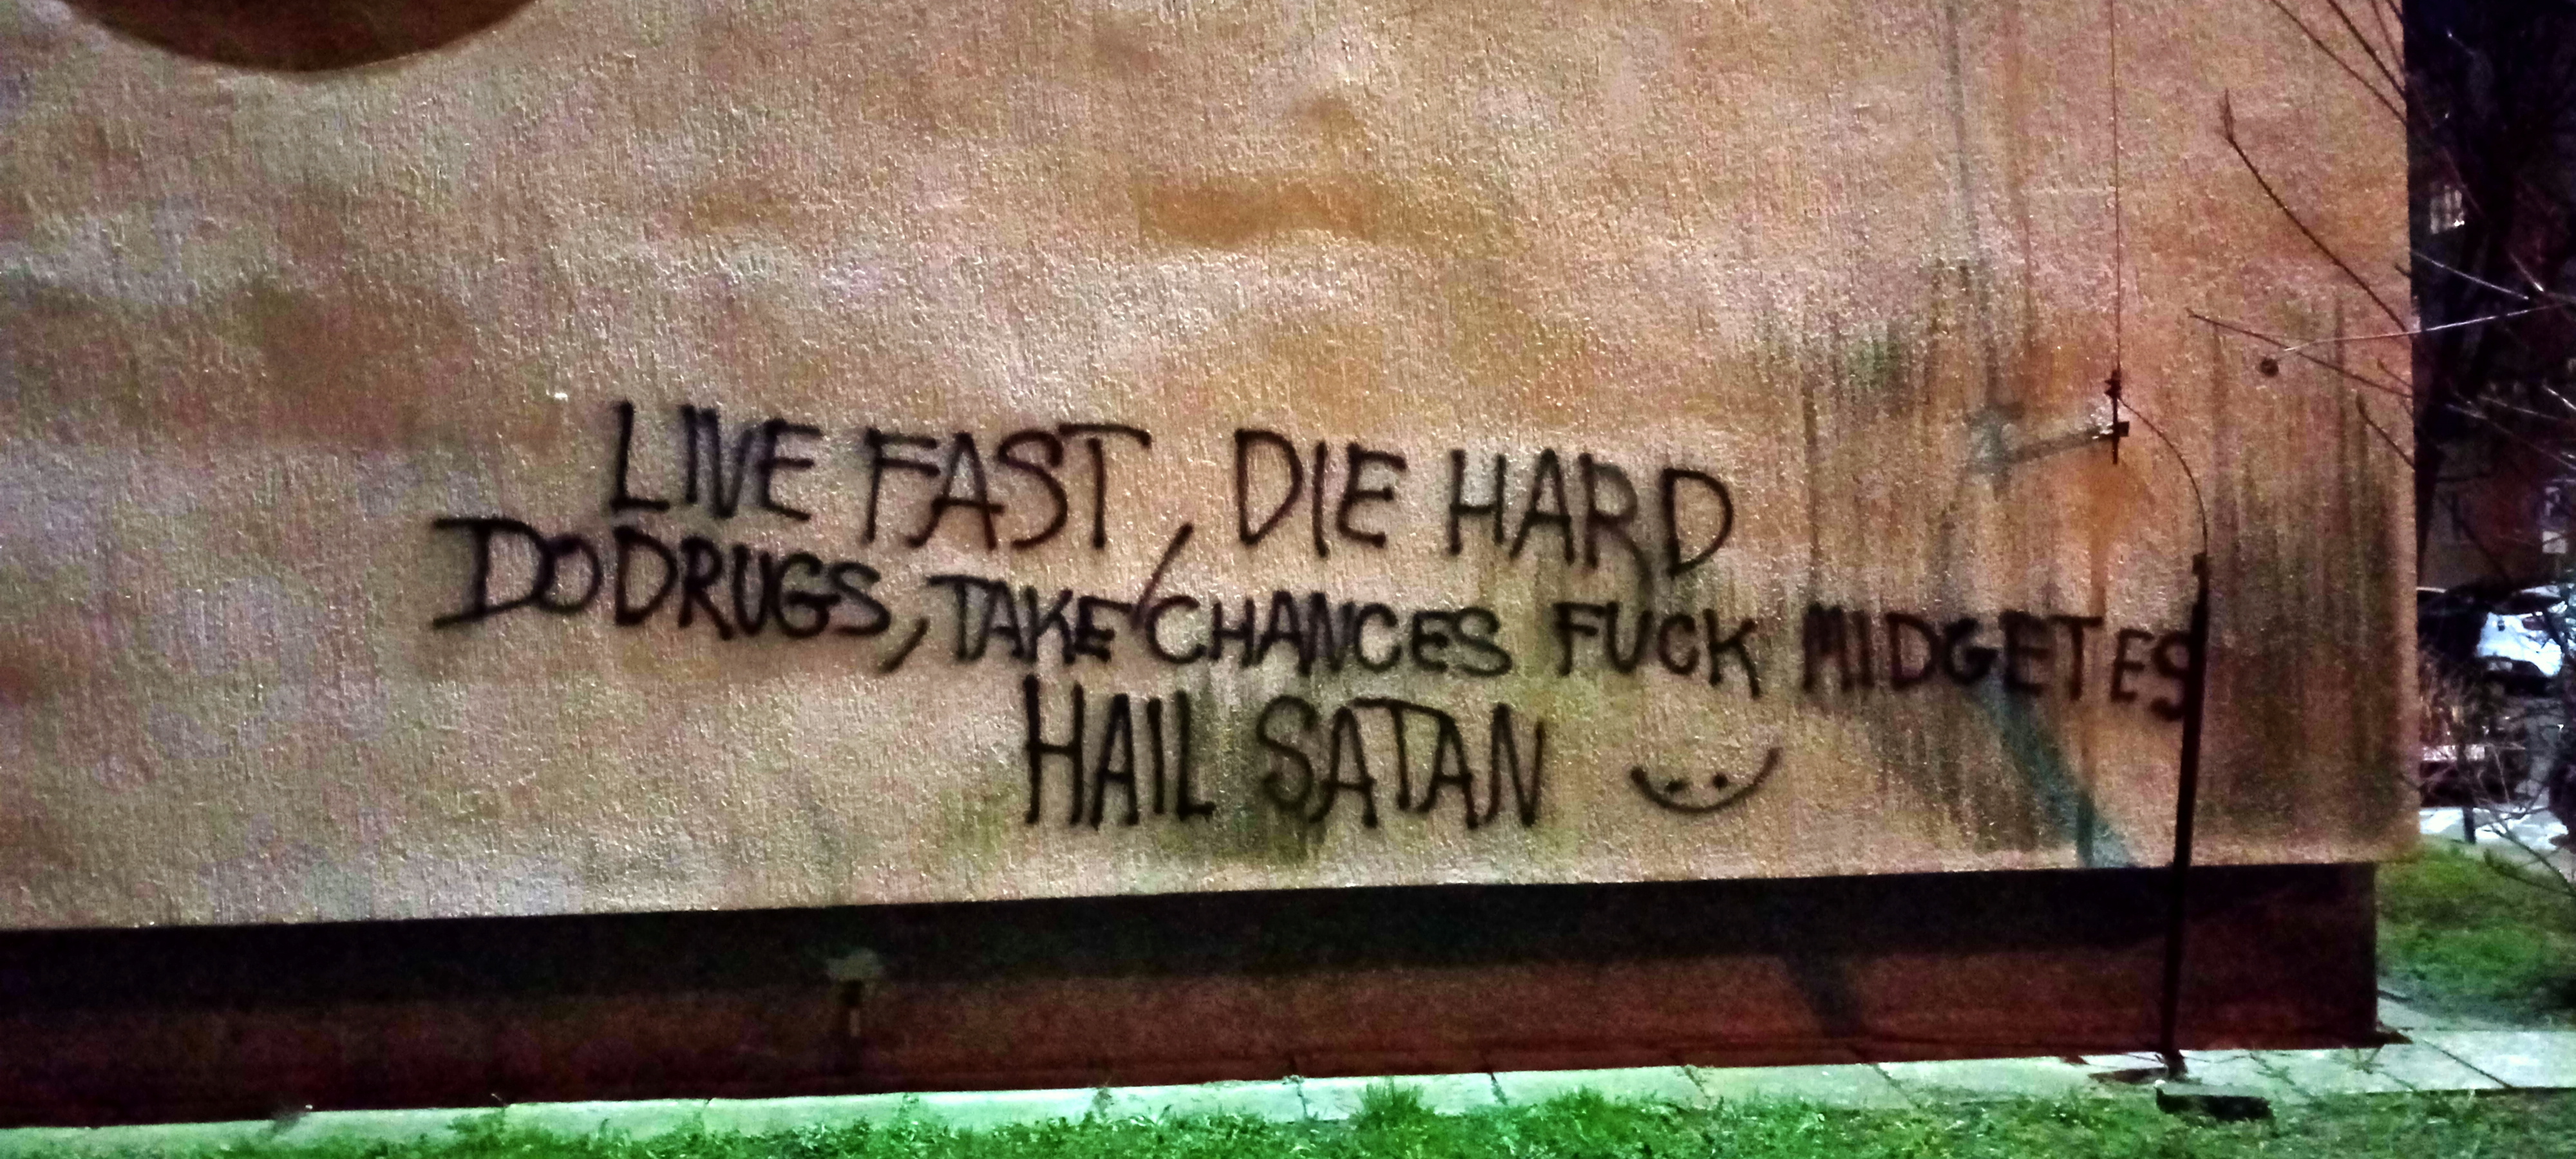 LIVE FAST, DIE HARD
DO DRUGS, TAKE CHANCES FUCK MIDGETES
HAIL SATAN